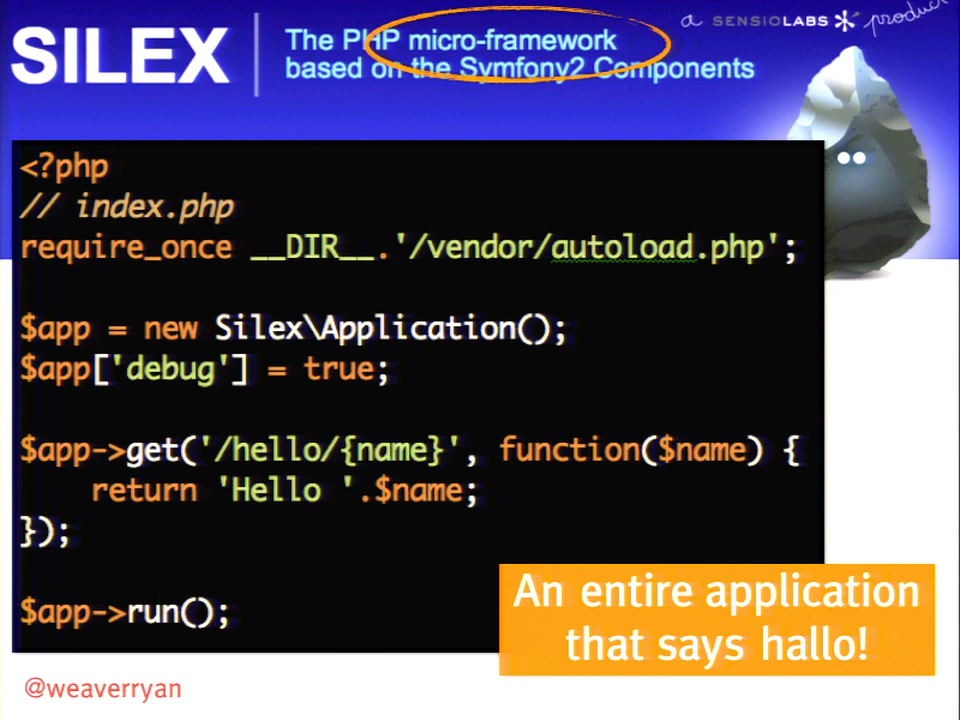 SILEX
The PHP micro-framework
based on the Symfony2 Components
a SENSIOLABS product
<?php
// index.php
require_once __DIR__.'/vendor/autoload.php';
$app = new Silex\Application();
$app['debug'] = true;
$app->get('/hello/{name}', function($name) {
    return 'Hello '.$name;
});
$app->run();
An entire application
that says hallo!
@weaverryan